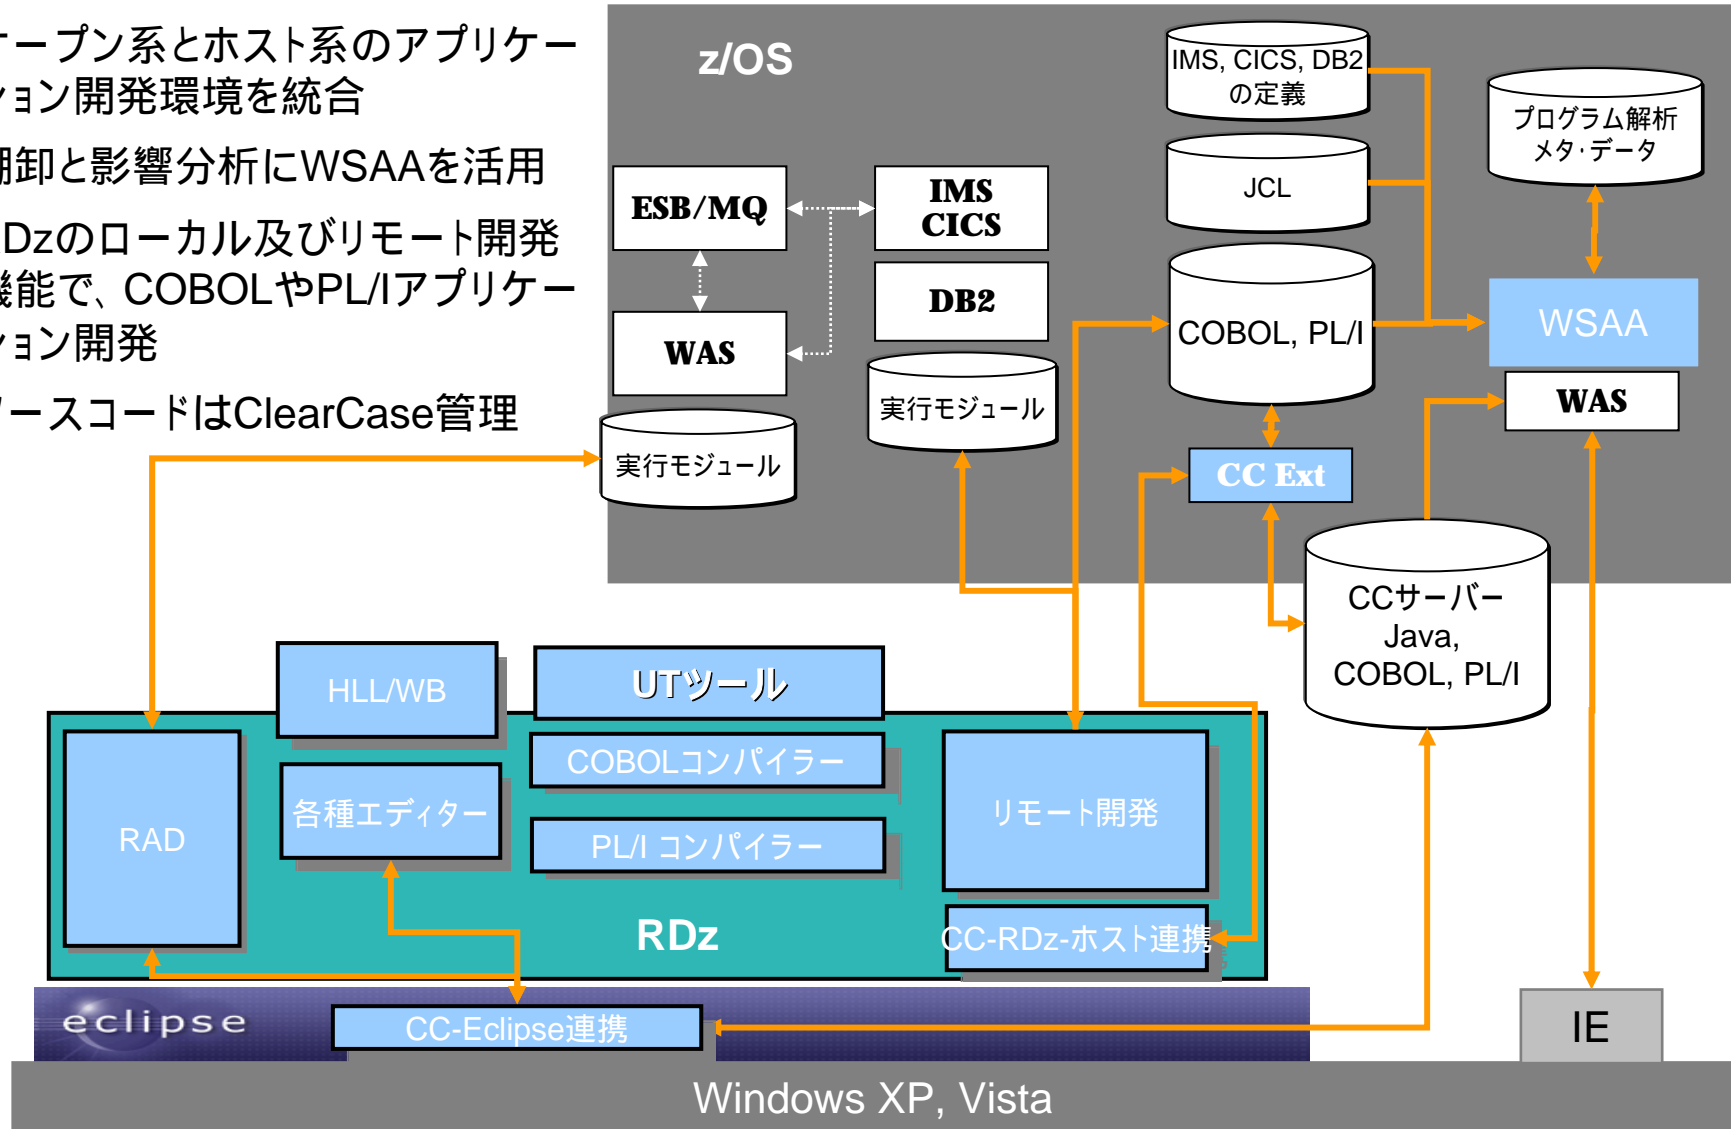 オープン系とホスト系のアプリケー
ション開発環境を統合
棚卸と影響分析にWSAAを活用
RDzのローカル及びリモート開発
機能で、COBOLやPL/Iアプリケー
ション開発
ソースコードはClearCase管理
z/OS
IMS, CICS, DB2
の定義
プログラム解析
メタ・データ
JCL
ESB/MQ
IMS
CICS
DB2
WAS
COBOL, PL/I
WSAA
WAS
実行モジュール
実行モジュール
CC Ext
CCサーバー
Java,
COBOL, PL/I
HLL/WB
UTツール
RAD
各種エディター
COBOLコンパイラー
PL/I コンパイラー
リモート開発
RDz
CC-RDz-ホスト連携
eclipse
CC-Eclipse連携
IE
Windows XP, Vista